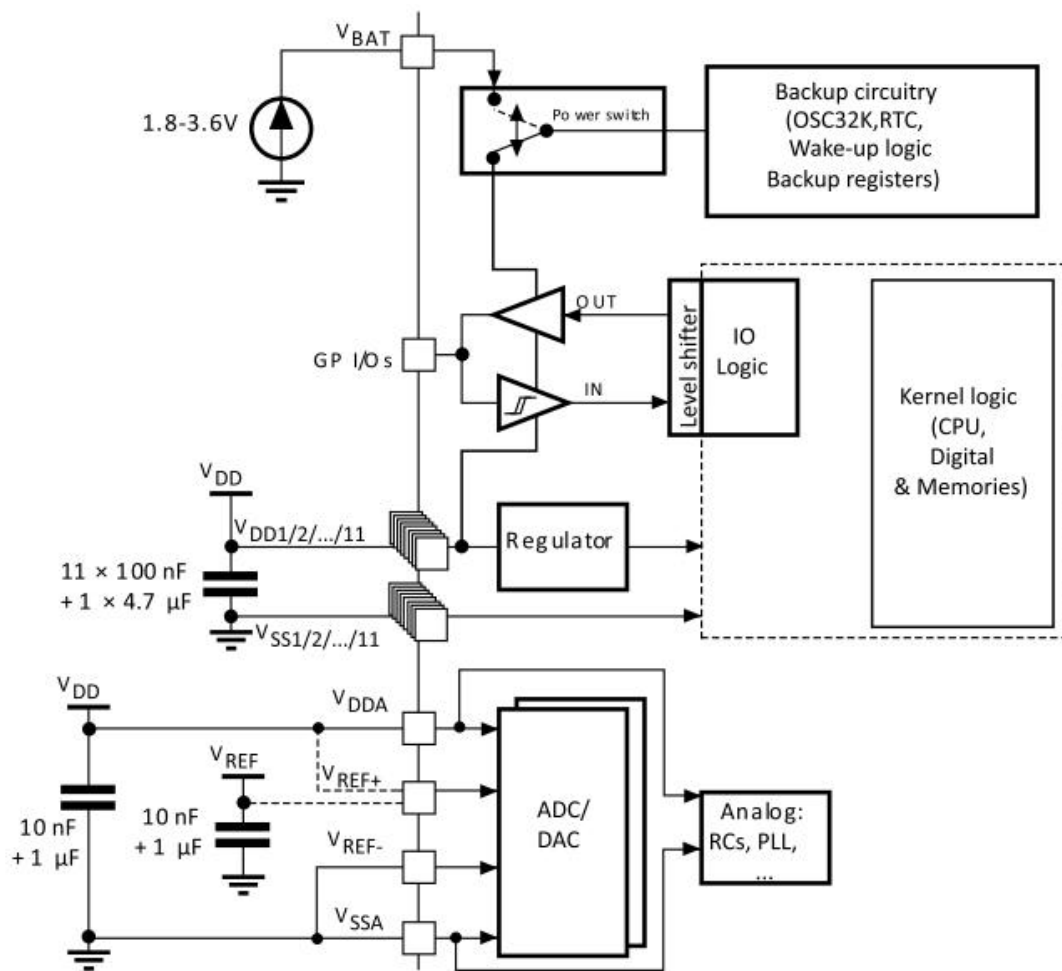 VBAT
1.8-3.6V
Po wer switch
Backup circuitry
(OSC32K,RTC,
Wake-up logic
Backup registers)
OUT
GP I/Os
IN
Level shifter
IO
Logic
Kernel logic
(CPU,
Digital
& Memories)
VDD
VDD1/2/.../11
Regulator
11 × 100 nF
+ 1 × 4.7 µF
VSS1/2/.../11
VDD
VDDA
VREF
VREF+
10 nF
+ 1 µF
10 nF
+ 1 µF
VREF-
VSSA
ADC/
DAC
Analog:
RCs, PLL,
...